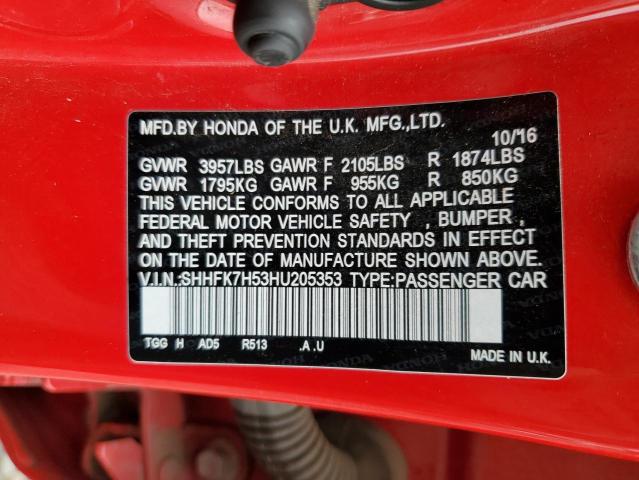 MFD.BY HONDA OF THE U.K. MFG.,LTD.
10/16
GVWR 3957LBS GAWR F 2105LBS R 1874LBS
GVWR 1795KG GAWR F 955KG R 850KG
THIS VEHICLE CONFORMS TO ALL APPLICABLE
FEDERAL MOTOR VEHICLE SAFETY , BUMPER ,
AND THEFT PREVENTION STANDARDS IN EFFECT
ON THE DATE OF MANUFACTURE SHOWN ABOVE.
V.I.N.:SHHFK7H53HU205353 TYPE:PASSENGER CAR
TGG H AD5 R513 .A .U
MADE IN U.K.